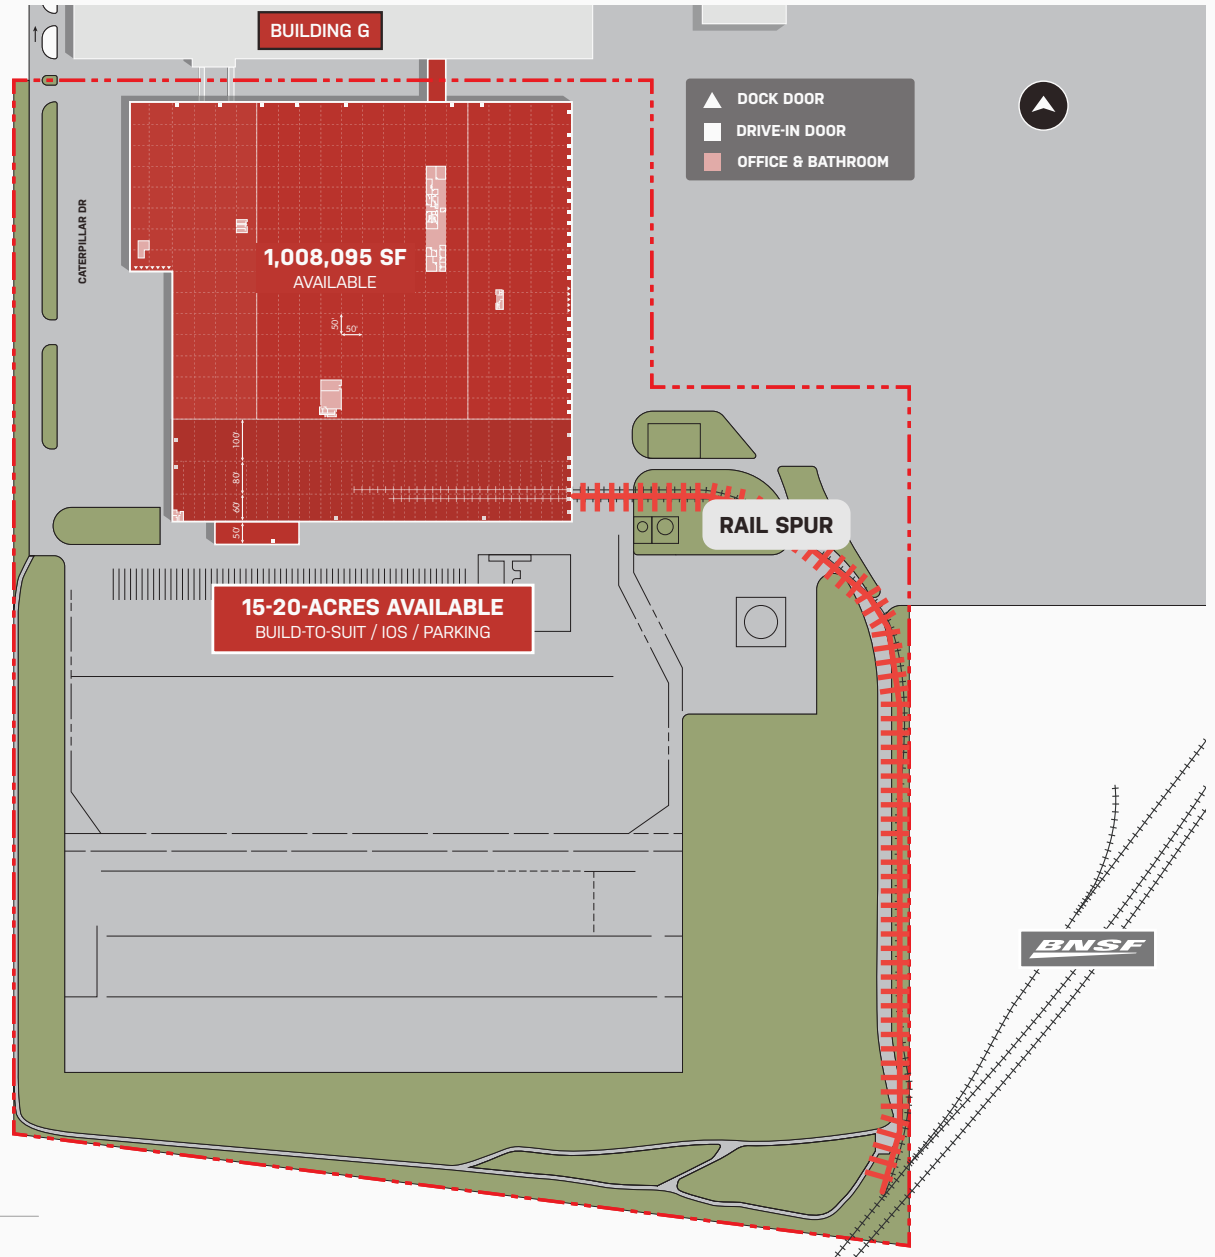 BUILDING G
DOCK DOOR
DRIVE-IN DOOR
OFFICE & BATHROOM
CATERPILLAR DR
1,008,095 SF
AVAILABLE
50'
50'
100'
80'
60'
50'
RAIL SPUR
15-20-ACRES AVAILABLE
BUILD-TO-SUIT / IOS / PARKING
BNSF